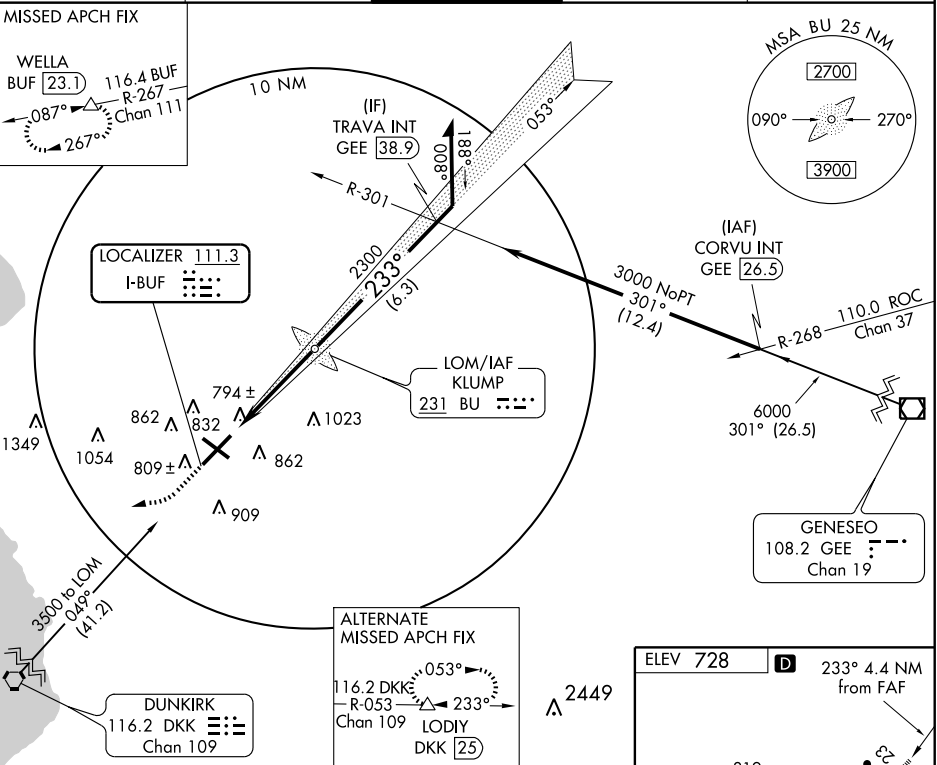 MISSED APCH FIX
WELLA
BUF 23.1
116.4 BUF
R-267
Chan 111
087°
267°
10 NM
(IF)
TRAVA INT
GEE 38.9
R-301
008°
188°
053°
MSA BU 25 NM
2700
090°
270°
3900
(IAF)
CORVU INT
GEE 26.5
3000 NoPT
301°
(12.4)
110.0 ROC
R-268
Chan 37
LOCALIZER 111.3
I-BUF
2300
233°
(6.3)
LOM/IAF
KLUMP
231 BU
6000
301° (26.5)
794 ±
862
832
1023
1349
1054
809 ±
862
909
GENESEO
108.2 GEE
Chan 19
3500 to LOM
049°
(41.2)
DUNKIRK
116.2 DKK
Chan 109
ALTERNATE
MISSED APCH FIX
053°
116.2 DKK
R-053
233°
Chan 109
LODIY
DKK 25
2449
ELEV 728
D
233° 4.4 NM
from FAF
23